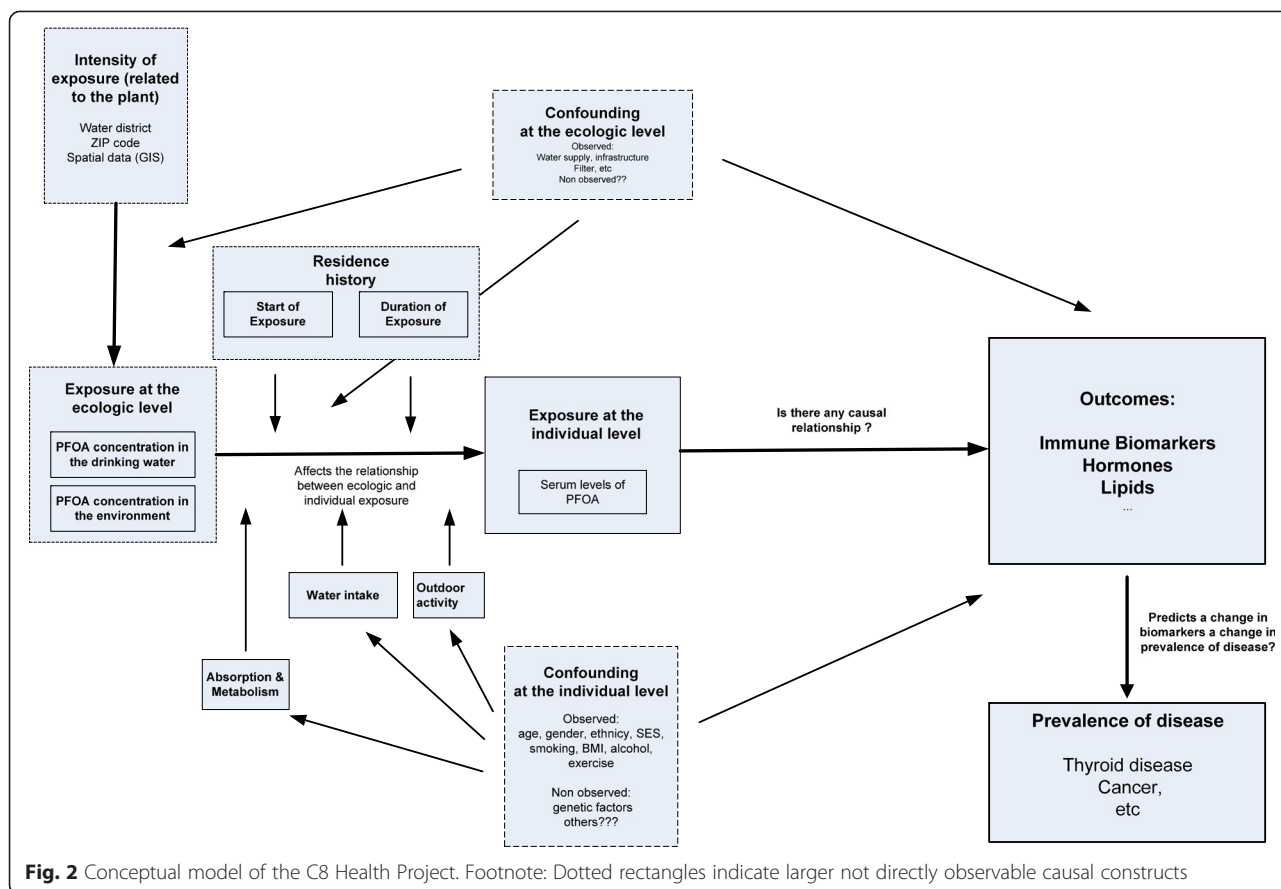 Intensity of
exposure (related
to the plant)
Water district
ZIP code
Spatial data (GIS)
Confounding
at the ecologic level
Observed:
Water supply, infrastructure
Filter, etc
Non observed??
Residence
history
Start of
Exposure
Duration of
Exposure
Exposure at the
ecologic level
PFOA concentration in
the drinking water
PFOA concentration in
the environment
Affects the relationship
between ecologic and
individual exposure
Exposure at the
individual level
Serum levels of
PFOA
Is there any causal
relationship ?
Outcomes:
Immune Biomarkers
Hormones
Lipids
...
Water intake
Outdoor
activity
Absorption &
Metabolism
Confounding
at the individual level
Observed:
age, gender, ethnicy, SES,
smoking, BMI, alcohol,
exercise
Non observed:
genetic factors
others???
Predicts a change in
biomarkers a change in
prevalence of disease?
Prevalence of disease
Thyroid disease
Cancer,
etc
Fig. 2 Conceptual model of the C8 Health Project. Footnote: Dotted rectangles indicate larger not directly observable causal constructs